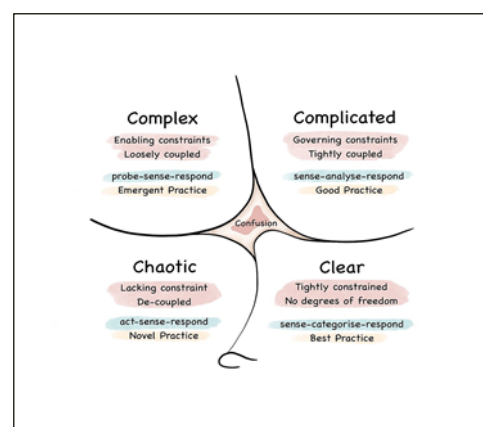 Complex
Enabling constraints
Loosely coupled
probe-sense-respond
Emergent Practice
Complicated
Governing constraints
Tightly coupled
sense-analyse-respond
Good Practice
Confusion
Chaotic
Lacking constraint
De-coupled
act-sense-respond
Novel Practice
Clear
Tightly constrained
No degrees of freedom
sense-categorise-respond
Best Practice